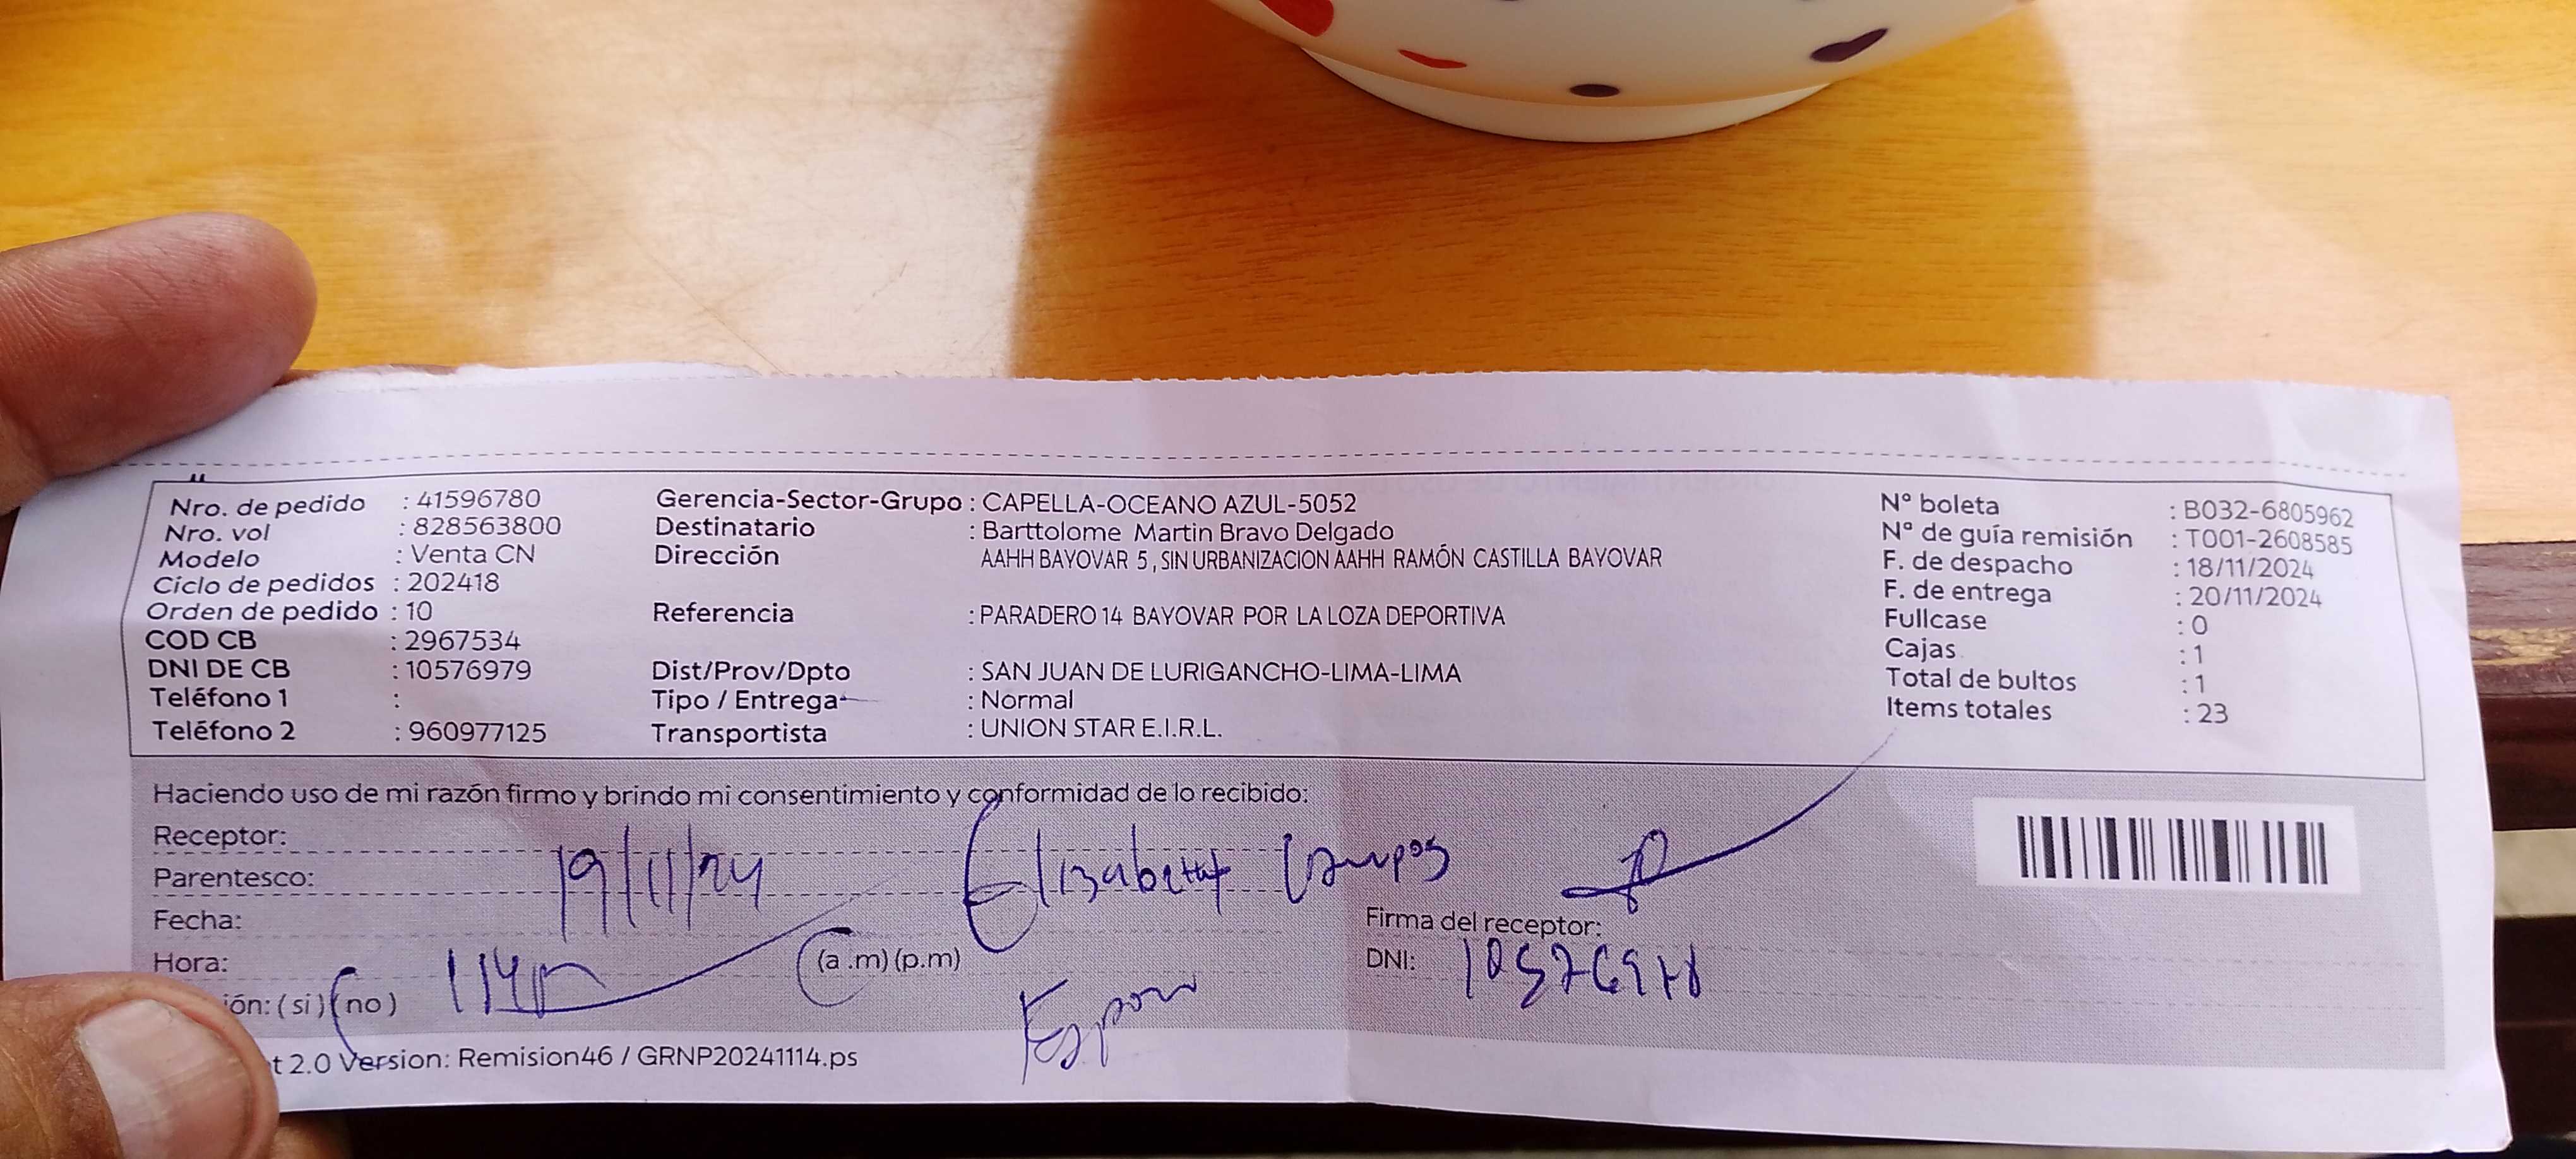 Nro. de pedido : 41596780
Nro. vol : 828563800
Modelo : Venta CN
Ciclo de pedidos : 202418
Orden de pedido : 10
COD CB : 2967534
DNI DE CB : 10576979
Teléfono 1 :
Teléfono 2 : 960977125
Gerencia-Sector-Grupo : CAPELLA-OCEANO AZUL-5052
Destinatario : Barttolome Martin Bravo Delgado
Dirección AAHH BAYOVAR 5, SIN URBANIZACION AAHH RAMÓN CASTILLA BAYOVAR
Referencia : PARADERO 14 BAYOVAR POR LA LOZA DEPORTIVA
Dist/Prov/Dpto : SAN JUAN DE LURIGANCHO-LIMA-LIMA
Tipo / Entrega : Normal
Transportista : UNION STAR E.I.R.L.
N° boleta : B032-6805962
N° de guía remisión : T001-2608585
F. de despacho : 18/11/2024
F. de entrega : 20/11/2024
Fullcase : 0
Cajas : 1
Total de bultos : 1
Items totales : 23
Haciendo uso de mi razón firmo y brindo mi consentimiento y conformidad de lo recibido:
Receptor: Elizabeth Campos
Parentesco:
Fecha: 19/11/24
Hora: (a .m) (p.m)
ión: ( si ) ( no )
Firma del receptor:
DNI:
t 2.0 Version: Remision46 / GRNP20241114.ps